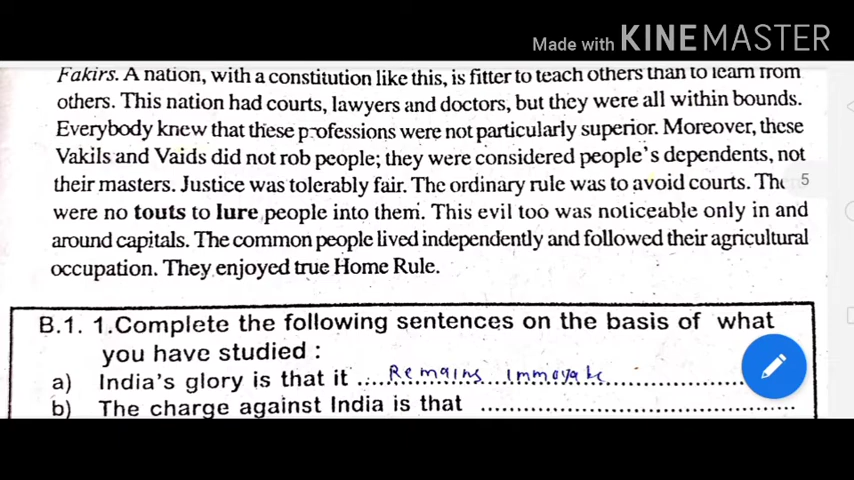 Made with KINEMASTER
Fakirs. A nation, with a constitution like this, is fitter to teach others than to learn from
others. This nation had courts, lawyers and doctors, but they were all within bounds.
Everybody knew that these professions were not particularly superior. Moreover, these
Vakils and Vaids did not rob people; they were considered people's dependents, not
their masters. Justice was tolerably fair. The ordinary rule was to avoid courts. The 5
were no touts to lure people into them. This evil too was noticeable only in and
around capitals. The common people lived independently and followed their agricultural
occupation. They enjoyed true Home Rule.
B.1. 1.Complete the following sentences on the basis of what
you have studied :
a) India's glory is that it ....Remains immovable....................
b) The charge against India is that ..........................................